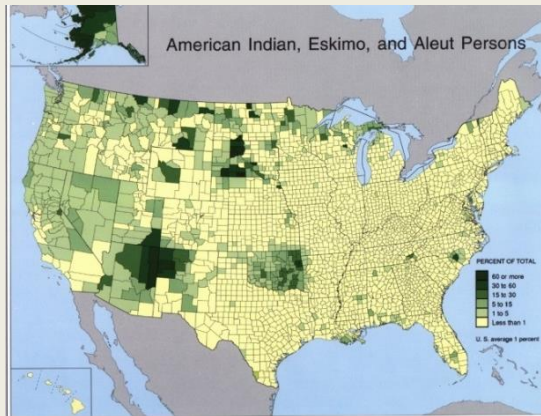 American Indian, Eskimo, and Aleut Persons
PERCENT OF TOTAL
60 or more
30 to 60
15 to 30
5 to 15
1 to 5
Less than 1
U.S. average 1 percent